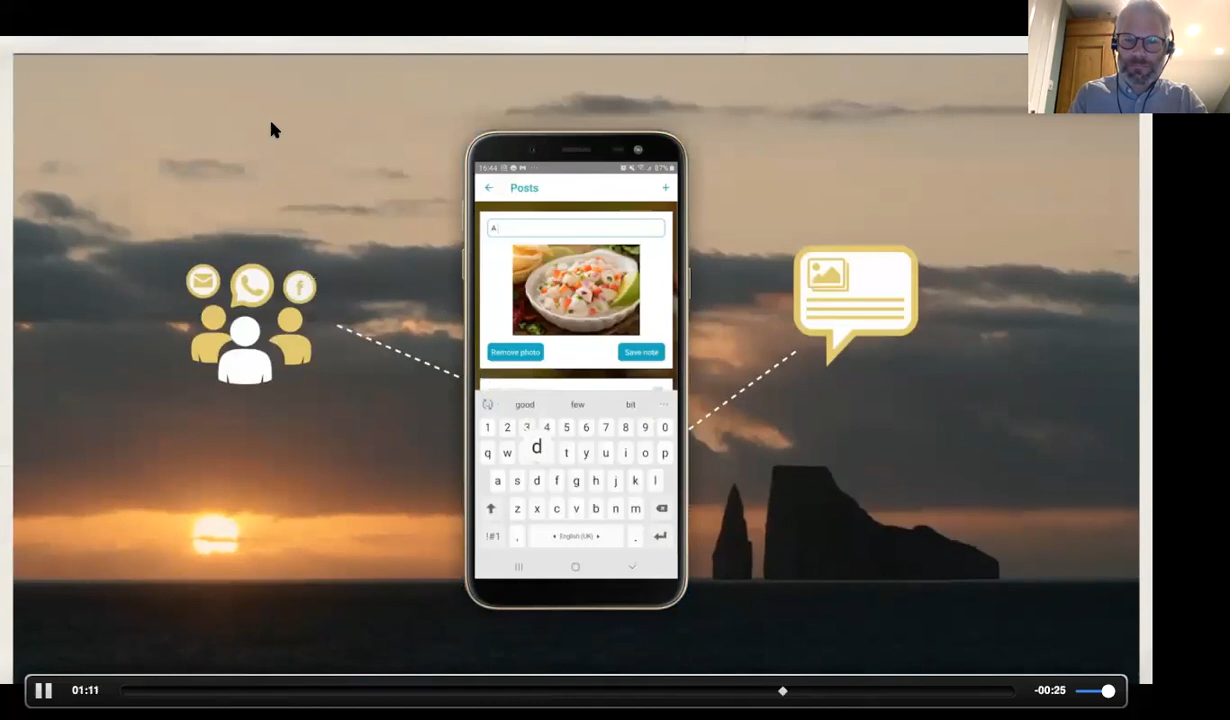 16:44
87%
Posts
+
A
Remove photo
Save note
good
few
bit
1 2 3 4 5 6 7 8 9 0
d
q w t y u i o p
a s d f g h j k l
z x c v b n m
!#1 , English (UK) .
01:11
-00:25